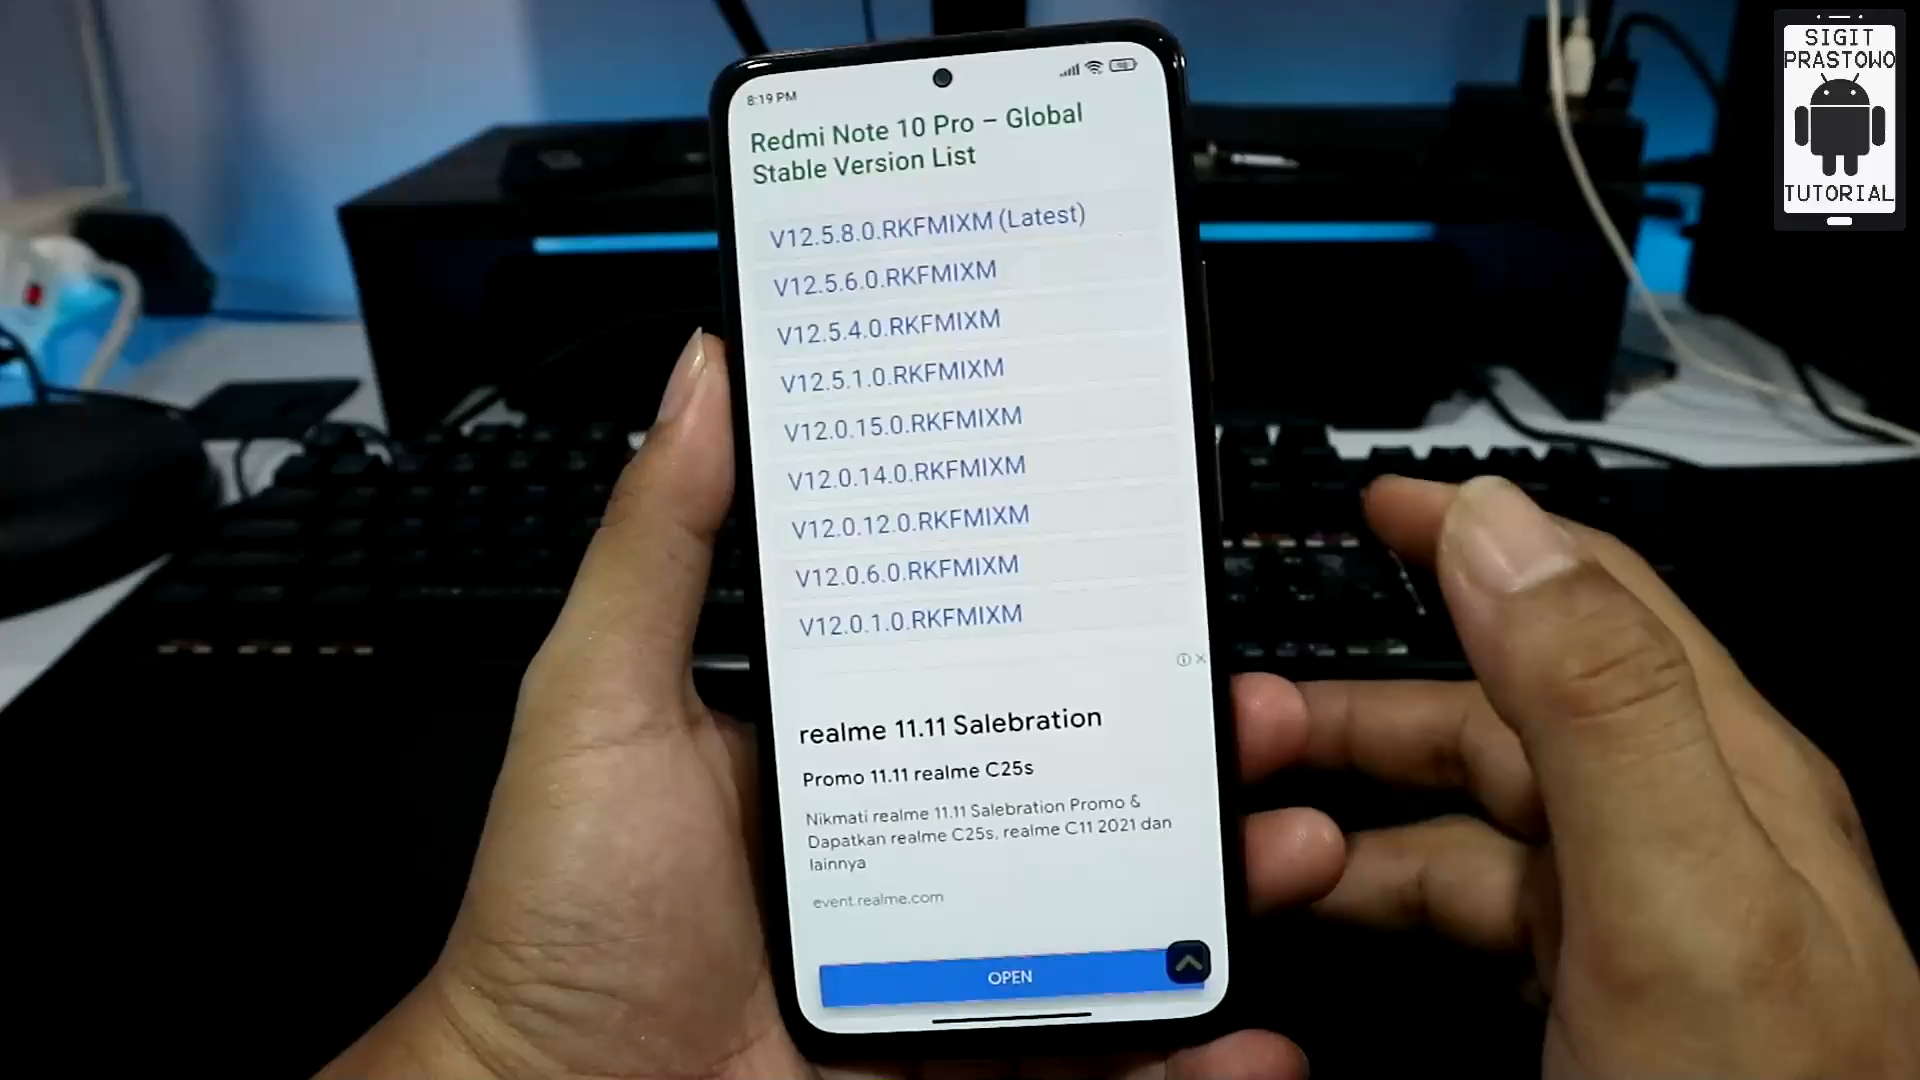 8:19 PM
Redmi Note 10 Pro – Global
Stable Version List
V12.5.8.0.RKFMIXM (Latest)
V12.5.6.0.RKFMIXM
V12.5.4.0.RKFMIXM
V12.5.1.0.RKFMIXM
V12.0.15.0.RKFMIXM
V12.0.14.0.RKFMIXM
V12.0.12.0.RKFMIXM
V12.0.6.0.RKFMIXM
V12.0.1.0.RKFMIXM
realme 11.11 Salebration
Promo 11.11 realme C25s
Nikmati realme 11.11 Salebration Promo &
Dapatkan realme C25s, realme C11 2021 dan
lainnya
event.realme.com
OPEN
SIGIT
PRASTOWO
TUTORIAL